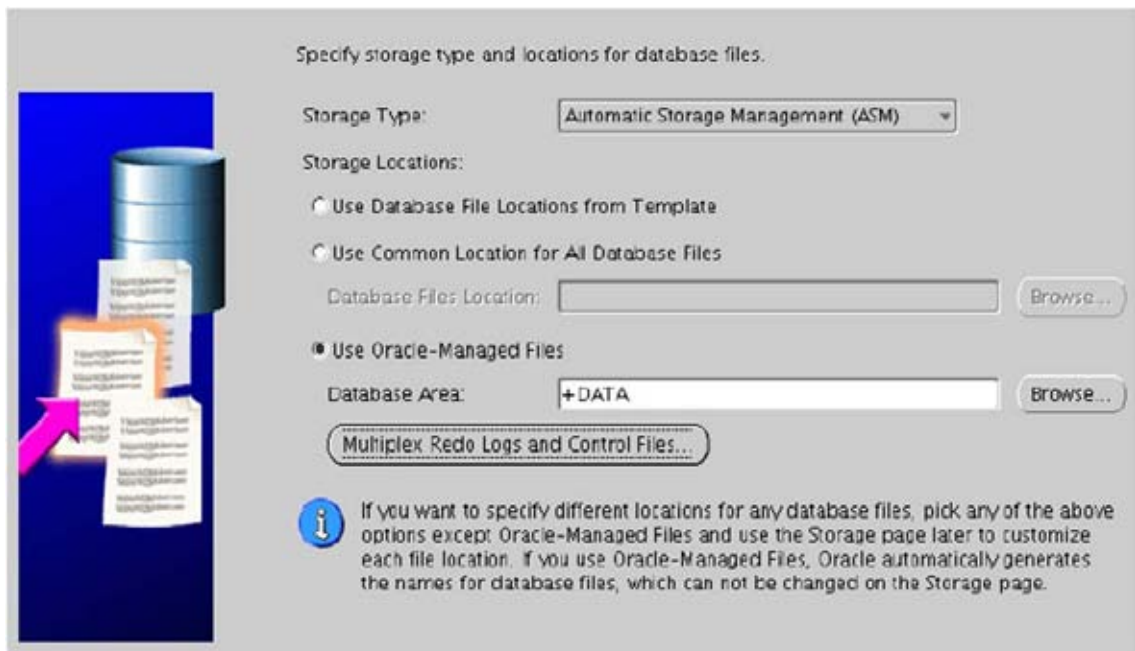 Specify storage type and locations for database files.
Storage Type: Automatic Storage Management (ASM)
Storage Locations:
Use Database File Locations from Template
Use Common Location for All Database Files
Database Files Location: Browse...
Use Oracle-Managed Files
Database Area: +DATA Browse...
Multiplex Redo Logs and Control Files...
If you want to specify different locations for any database files, pick any of the above
options except Oracle-Managed Files and use the Storage page later to customize
each file location. If you use Oracle-Managed Files, Oracle automatically generates
the names for database files, which can not be changed on the Storage page.